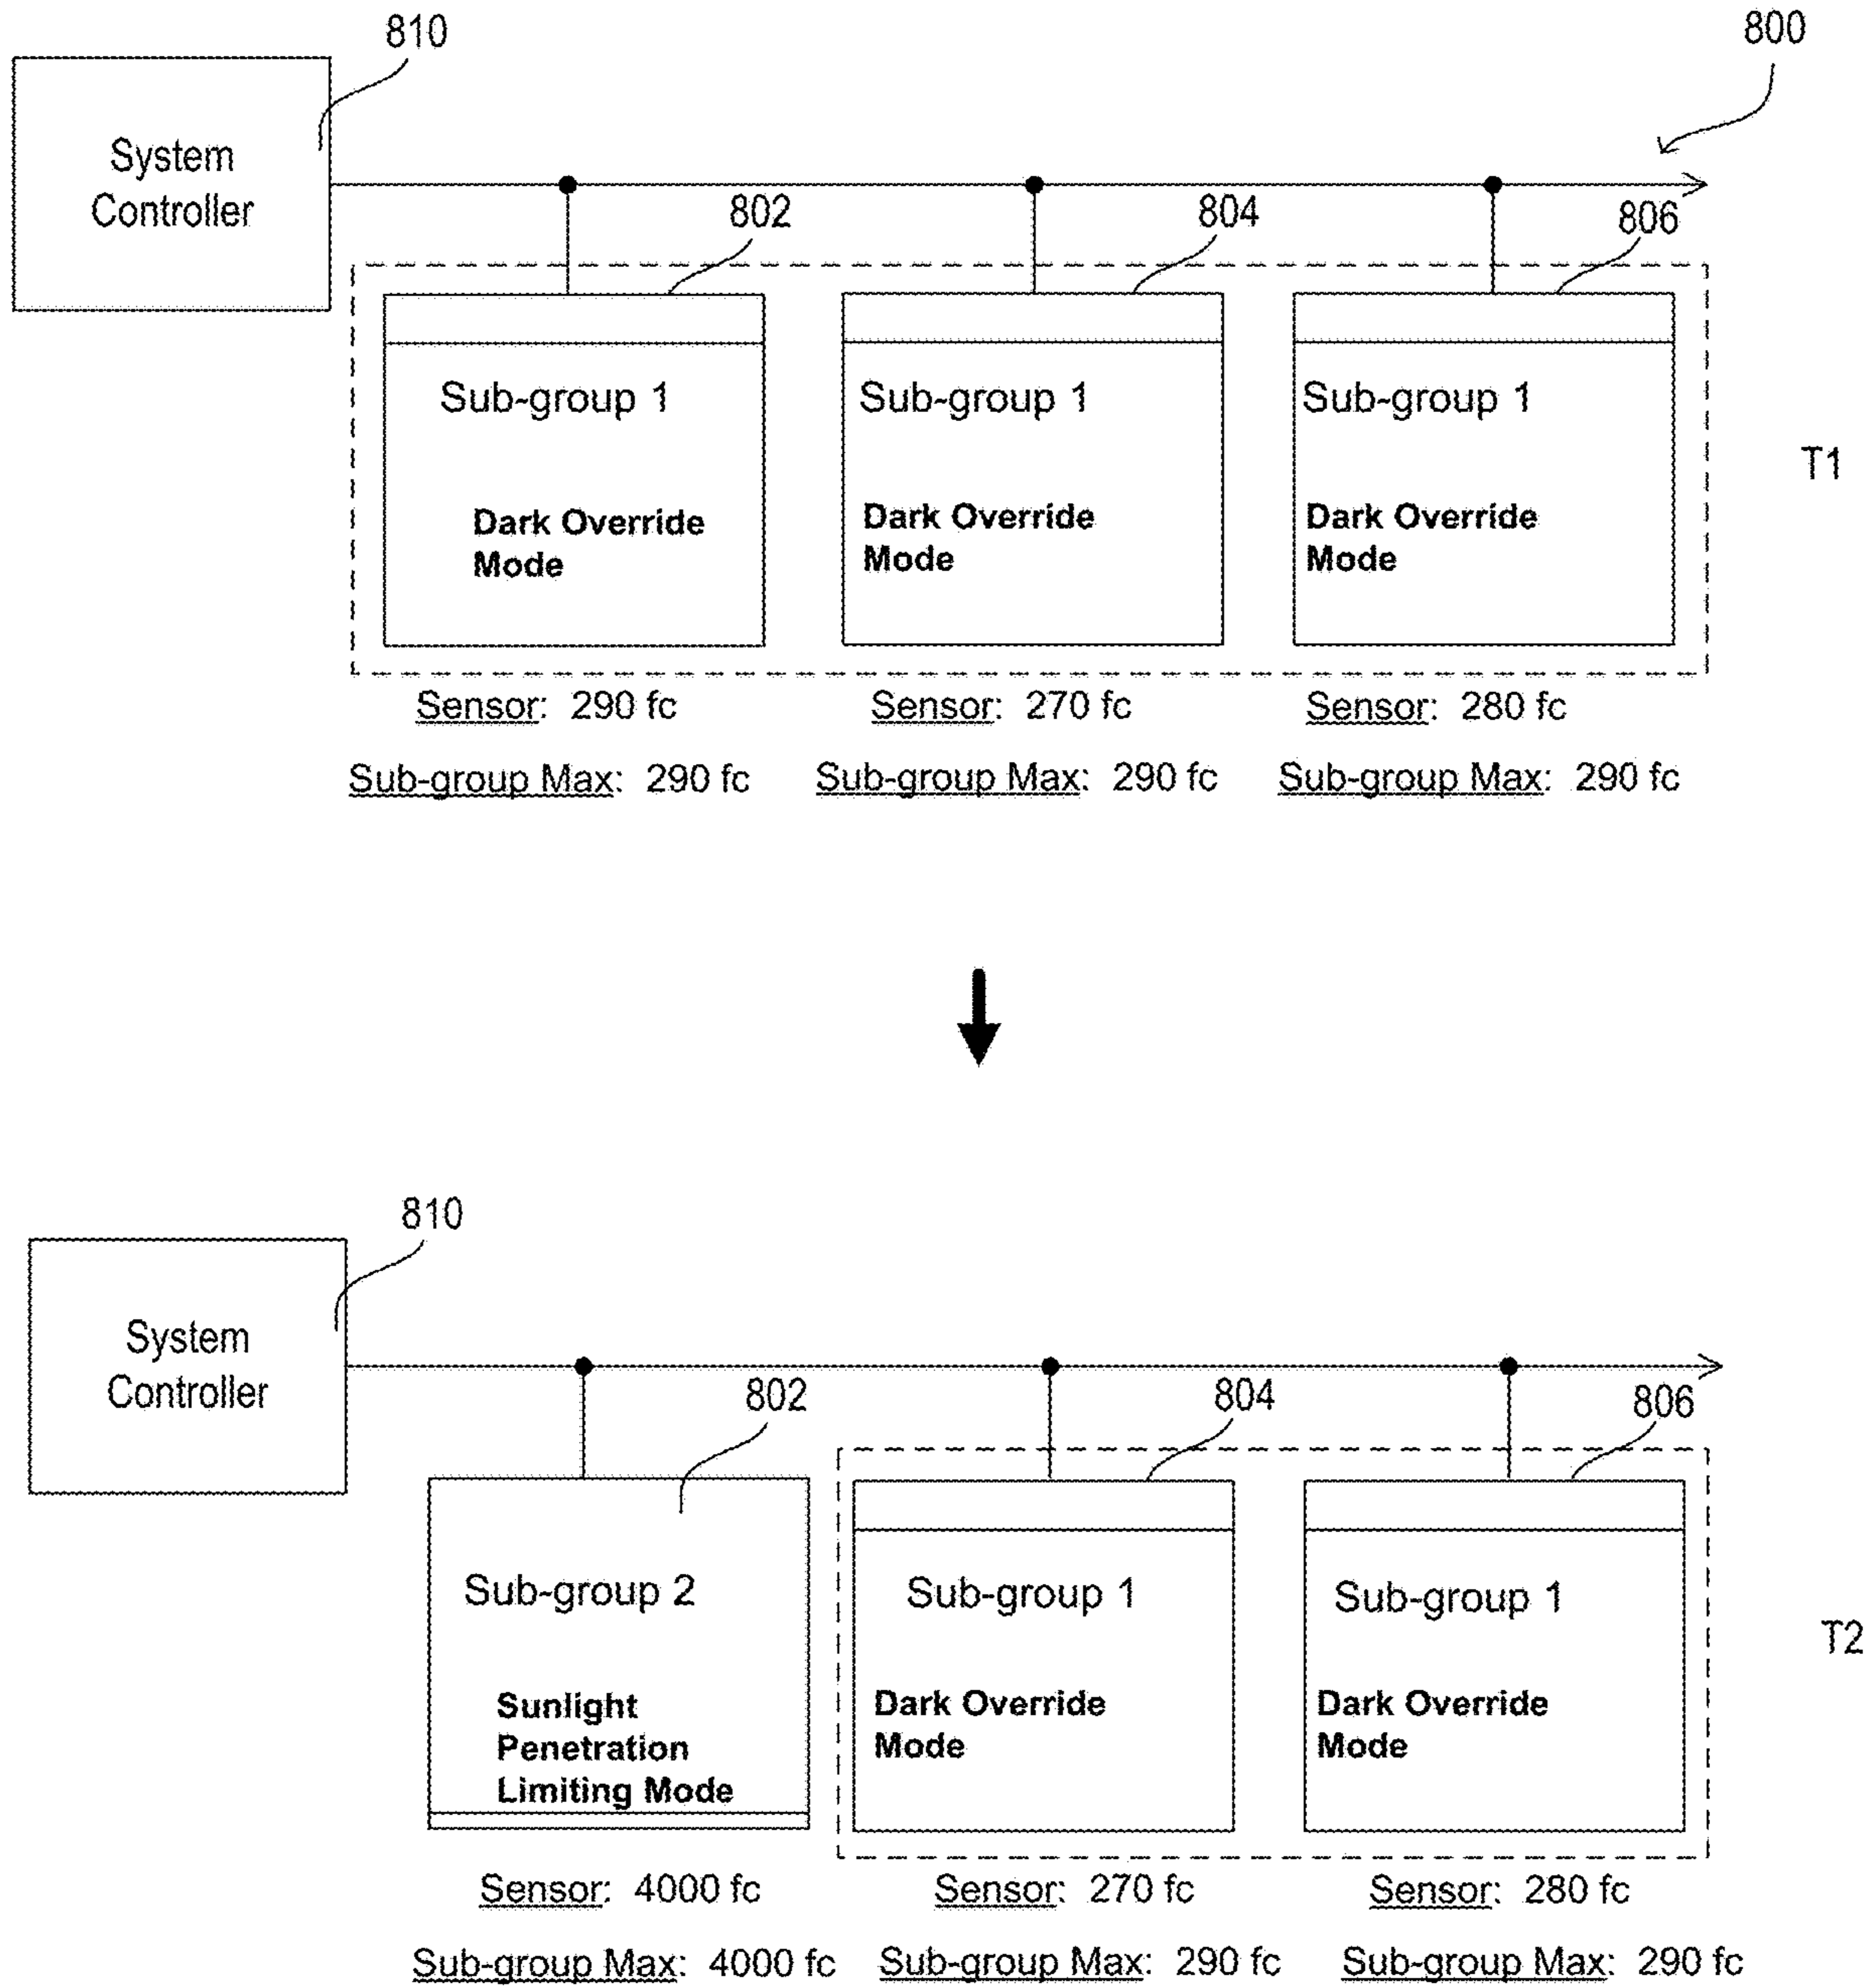 810
800
System
Controller
802
804
806
Sub-group 1
Sub-group 1
Sub-group 1
Dark Override
Mode
Dark Override
Mode
Dark Override
Mode
T1
Sensor: 290 fc
Sensor: 270 fc
Sensor: 280 fc
Sub-group Max: 290 fc
Sub-group Max: 290 fc
Sub-group Max: 290 fc
810
System
Controller
802
804
806
Sub-group 2
Sub-group 1
Sub-group 1
Sunlight
Penetration
Limiting Mode
Dark Override
Mode
Dark Override
Mode
T2
Sensor: 4000 fc
Sensor: 270 fc
Sensor: 280 fc
Sub-group Max: 4000 fc
Sub-group Max: 290 fc
Sub-group Max: 290 fc